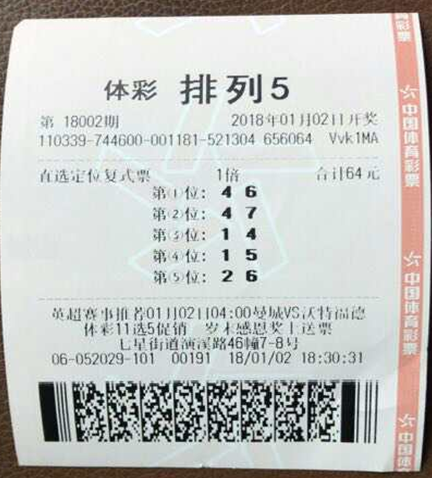 体彩 排列5
第 18002期 2018年01月02日开奖
110339-744600-001181-521304 656064 Vvk1MA
直选定位复式票 1倍 合计64元
第①位: 4 6
第②位: 4 7
第③位: 1 4
第④位: 1 5
第⑤位: 2 6
英超赛事推荐01月02日04:00曼城VS沃特福德
体彩11选5促销 岁末感恩奖上送票
七星街道演溪路46幢7-8号
06-052029-101 00191 18/01/02 18:30:31
育彩票
中国体育彩票
中国体育彩票
中国体